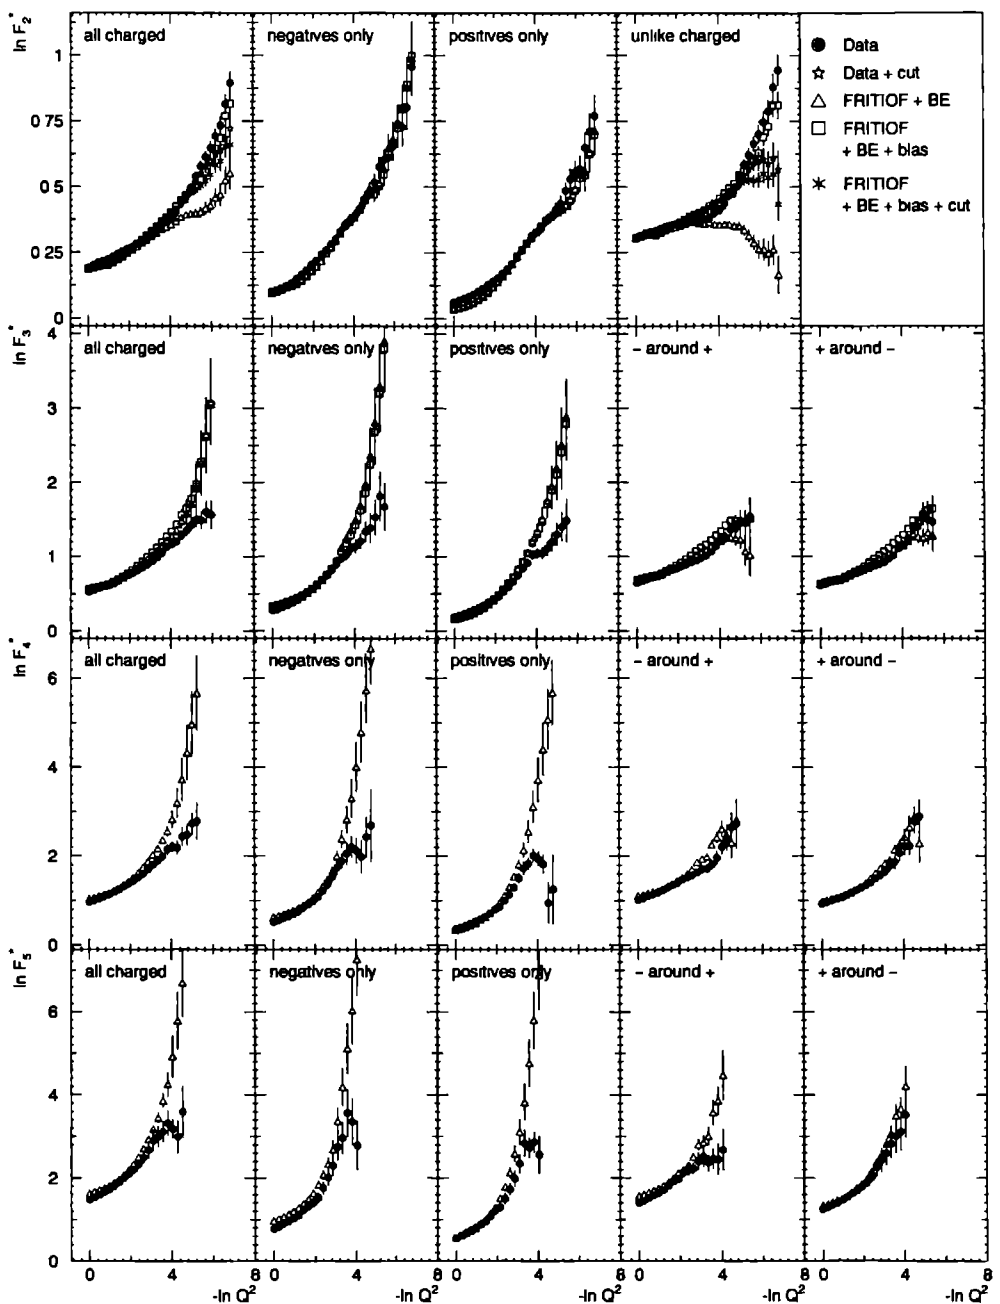 ln F2*
all charged
negatives only
positives only
unlike charged
1
0 75
0 5
0 25
0
Data
Data + cut
FRITIOF + BE
FRITIOF
+ BE + bias
FRITIOF
+ BE + bias + cut
ln F3*
all charged
negatives only
positives only
– around +
+ around –
4
3
2
1
0
ln F4*
all charged
negatives only
positives only
– around +
+ around –
6
4
2
0
ln F5*
all charged
negatives only
positives only
– around +
+ around –
6
4
2
0
0 4 0 4 0 4 0 4 8 0 4 8
-ln Q² -ln Q² -ln Q² -ln Q² -ln Q²